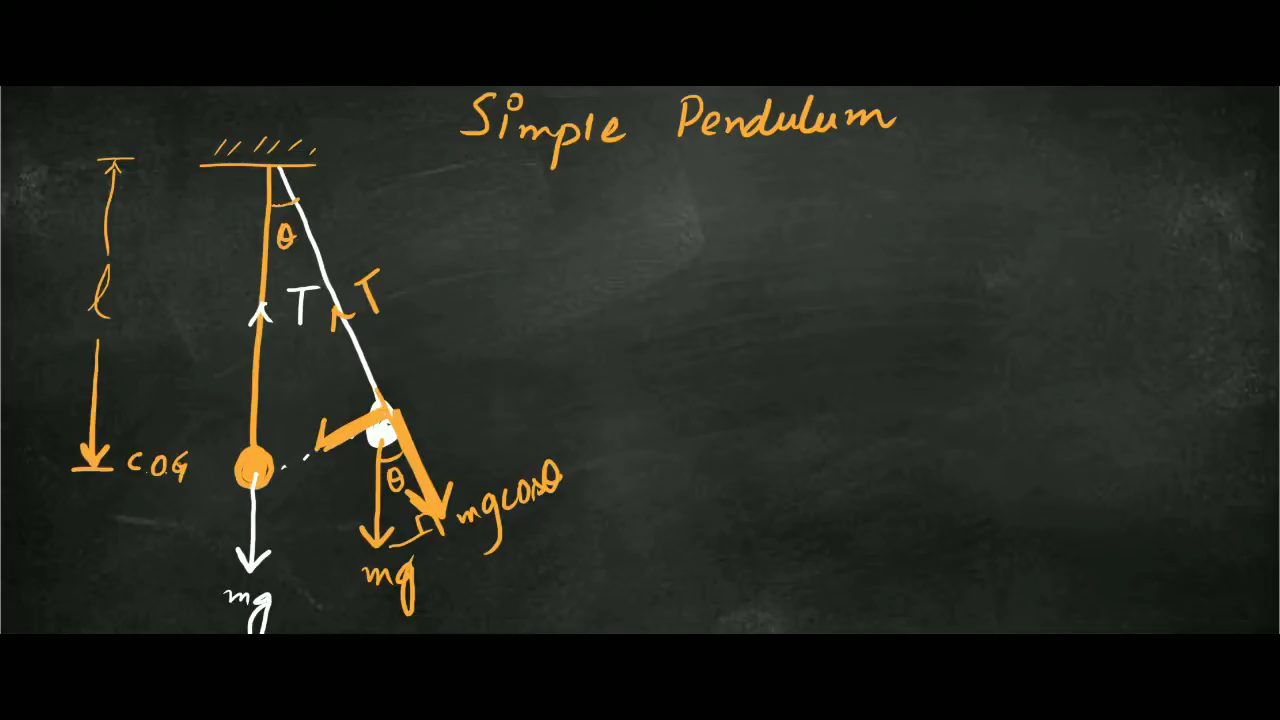 Simple Pendulum
θ
l
T
T
C.O.G
θ
mgcosθ
mg
mg